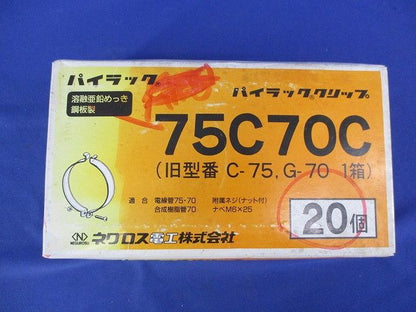 パイラック
パイラッククリップ
溶融亜鉛めっき
鋼板製
75C70C
(旧型番 C-75, G-70 1箱)
適合 電線管75-70 附属ネジ(ナット付)
合成樹脂管70 ナベM6×25
20個
N
NEGUROSU
ネグロス電工株式会社